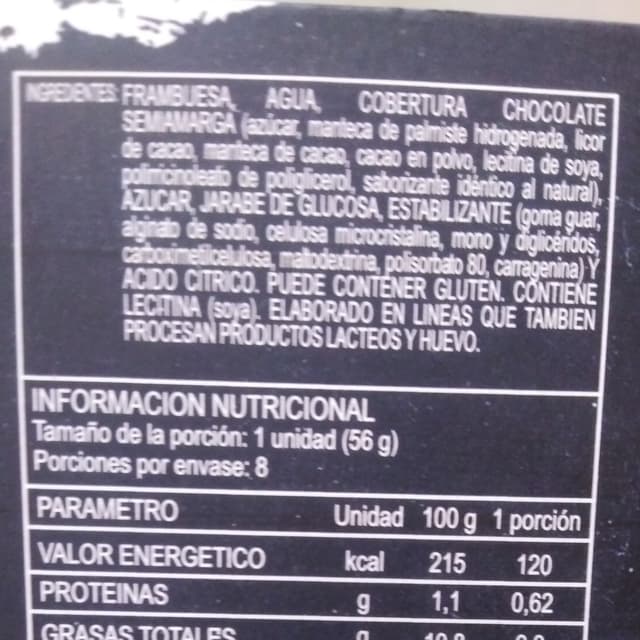 INGREDIENTES: FRAMBUESA, AGUA, COBERTURA CHOCOLATE
SEMIAMARGA (azúcar, manteca de palmiste hidrogenada, licor
de cacao, manteca de cacao, cacao en polvo, lecitina de soya,
poliricinoleato de poliglicerol, saborizante idéntico al natural),
AZUCAR, JARABE DE GLUCOSA, ESTABILIZANTE (goma guar,
alginato de sodio, celulosa microcristalina, mono y diglicéridos,
carboximetilcelulosa, maltodextrina, polisorbato 80, carragenina) Y
ACIDO CÍTRICO. PUEDE CONTENER GLUTEN. CONTIENE
LECITINA (soya). ELABORADO EN LINEAS QUE TAMBIEN
PROCESAN PRODUCTOS LACTEOS Y HUEVO.
INFORMACION NUTRICIONAL
Tamaño de la porción: 1 unidad (56 g)
Porciones por envase: 8
PARAMETRO Unidad 100 g 1 porción
VALOR ENERGETICO kcal 215 120
PROTEINAS g 1,1 0,62
GRASAS TOTALES g